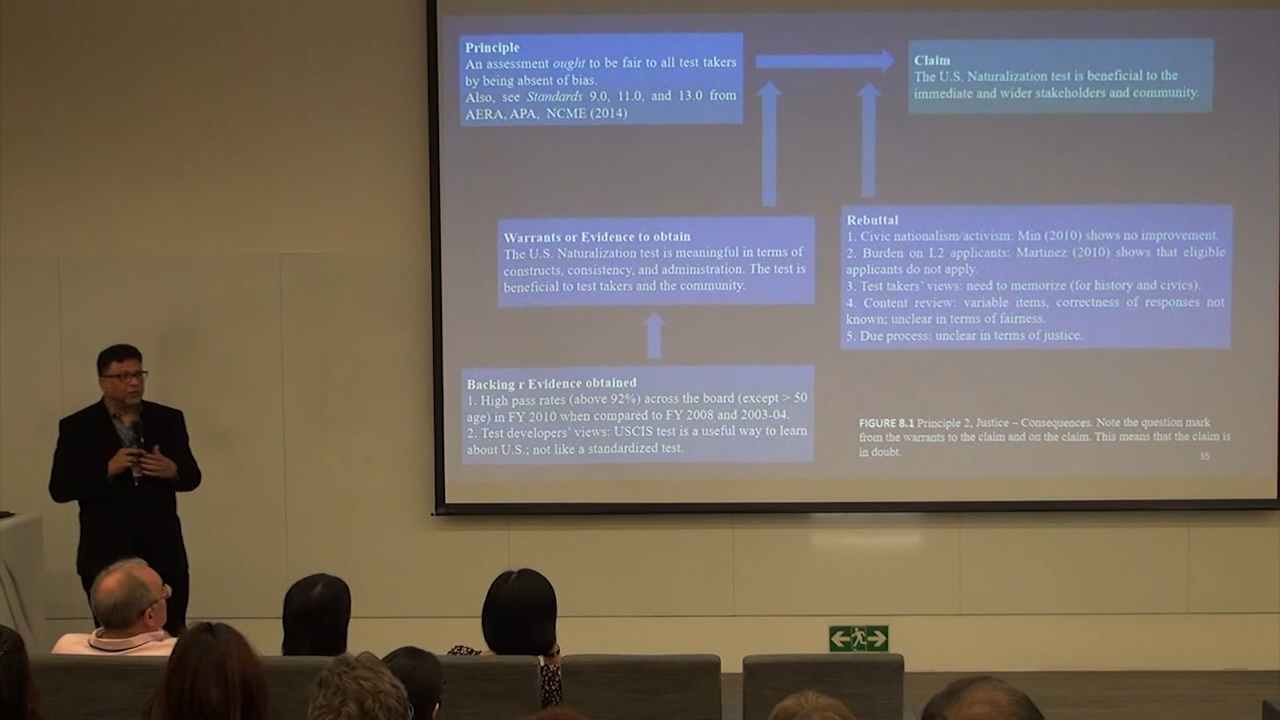 Principle
An assessment ought to be fair to all test takers
by being absent of bias.
Also, see Standards 9.0, 11.0, and 13.0 from
AERA, APA, NCME (2014)
Claim
The U.S. Naturalization test is beneficial to the
immediate and wider stakeholders and community.
Warrants or Evidence to obtain
The U.S. Naturalization test is meaningful in terms of
constructs, consistency, and administration. The test is
beneficial to test takers and the community.
Rebuttal
1. Civic nationalism/activism: Min (2010) shows no improvement.
2. Burden on L2 applicants: Martinez (2010) shows that eligible
applicants do not apply.
3. Test takers' views: need to memorize (for history and civics).
4. Content review: variable items, correctness of responses not
known; unclear in terms of fairness.
5. Due process: unclear in terms of justice.
Backing r Evidence obtained
1. High pass rates (above 92%) across the board (except > 50
age) in FY 2010 when compared to FY 2008 and 2003-04.
2. Test developers' views: USCIS test is a useful way to learn
about U.S.; not like a standardized test.
FIGURE 8.1 Principle 2, Justice – Consequences. Note the question mark
from the warrants to the claim and on the claim. This means that the claim is
in doubt.
35